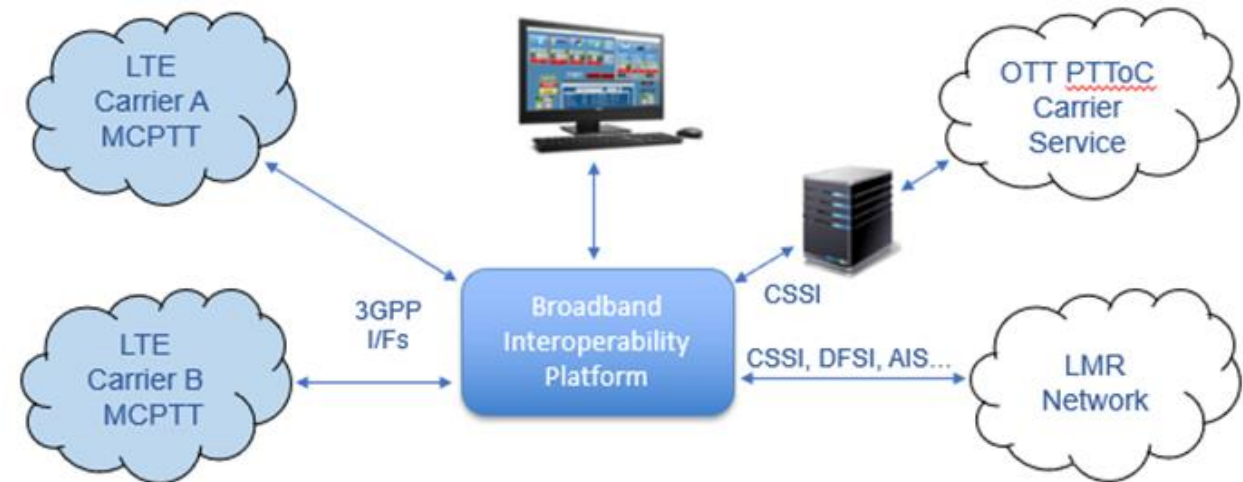 LTE
Carrier A
MCPTT
OTT PTToC
Carrier
Service
CSSI
3GPP
I/Fs
Broadband
Interoperability
Platform
LTE
Carrier B
MCPTT
CSSI, DFSI, AIS...
LMR
Network